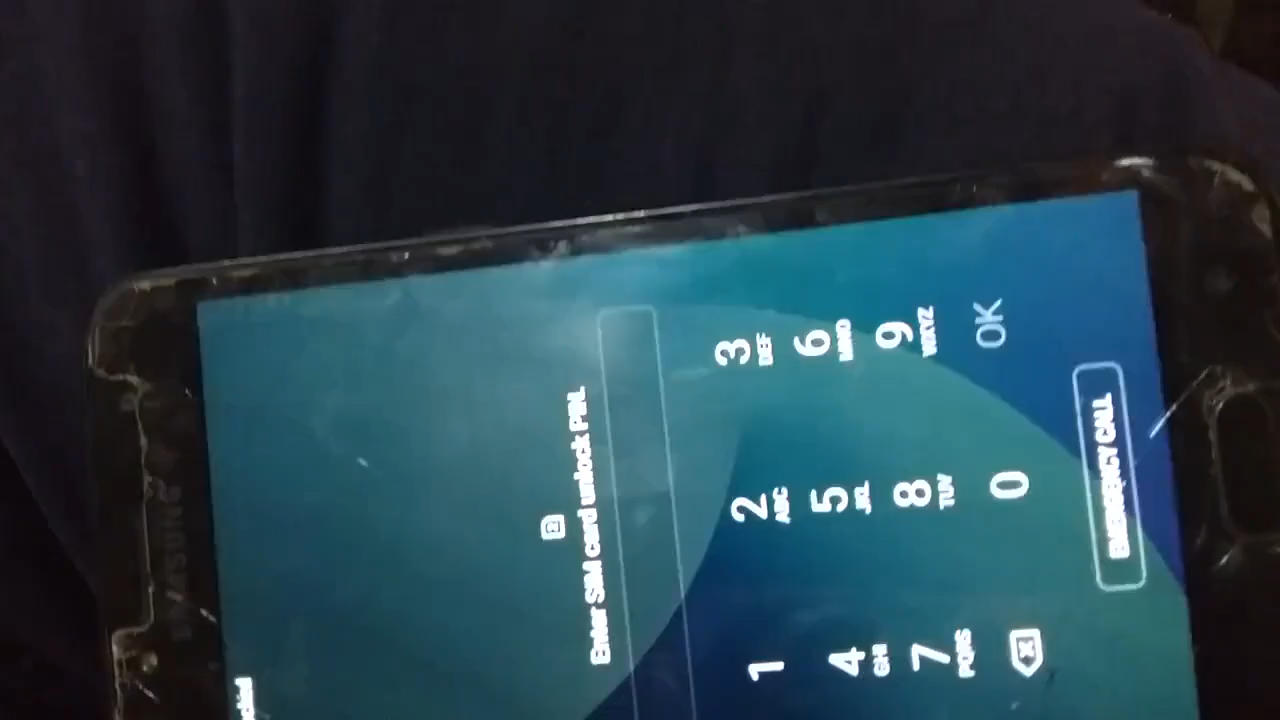 SAMSUNG
2
Enter SIM card unlock PIN.
1 2 ABC 3 DEF
4 GHI 5 JKL 6 MNO
7 PQRS 8 TUV 9 WXYZ
0 OK
EMERGENCY CALL